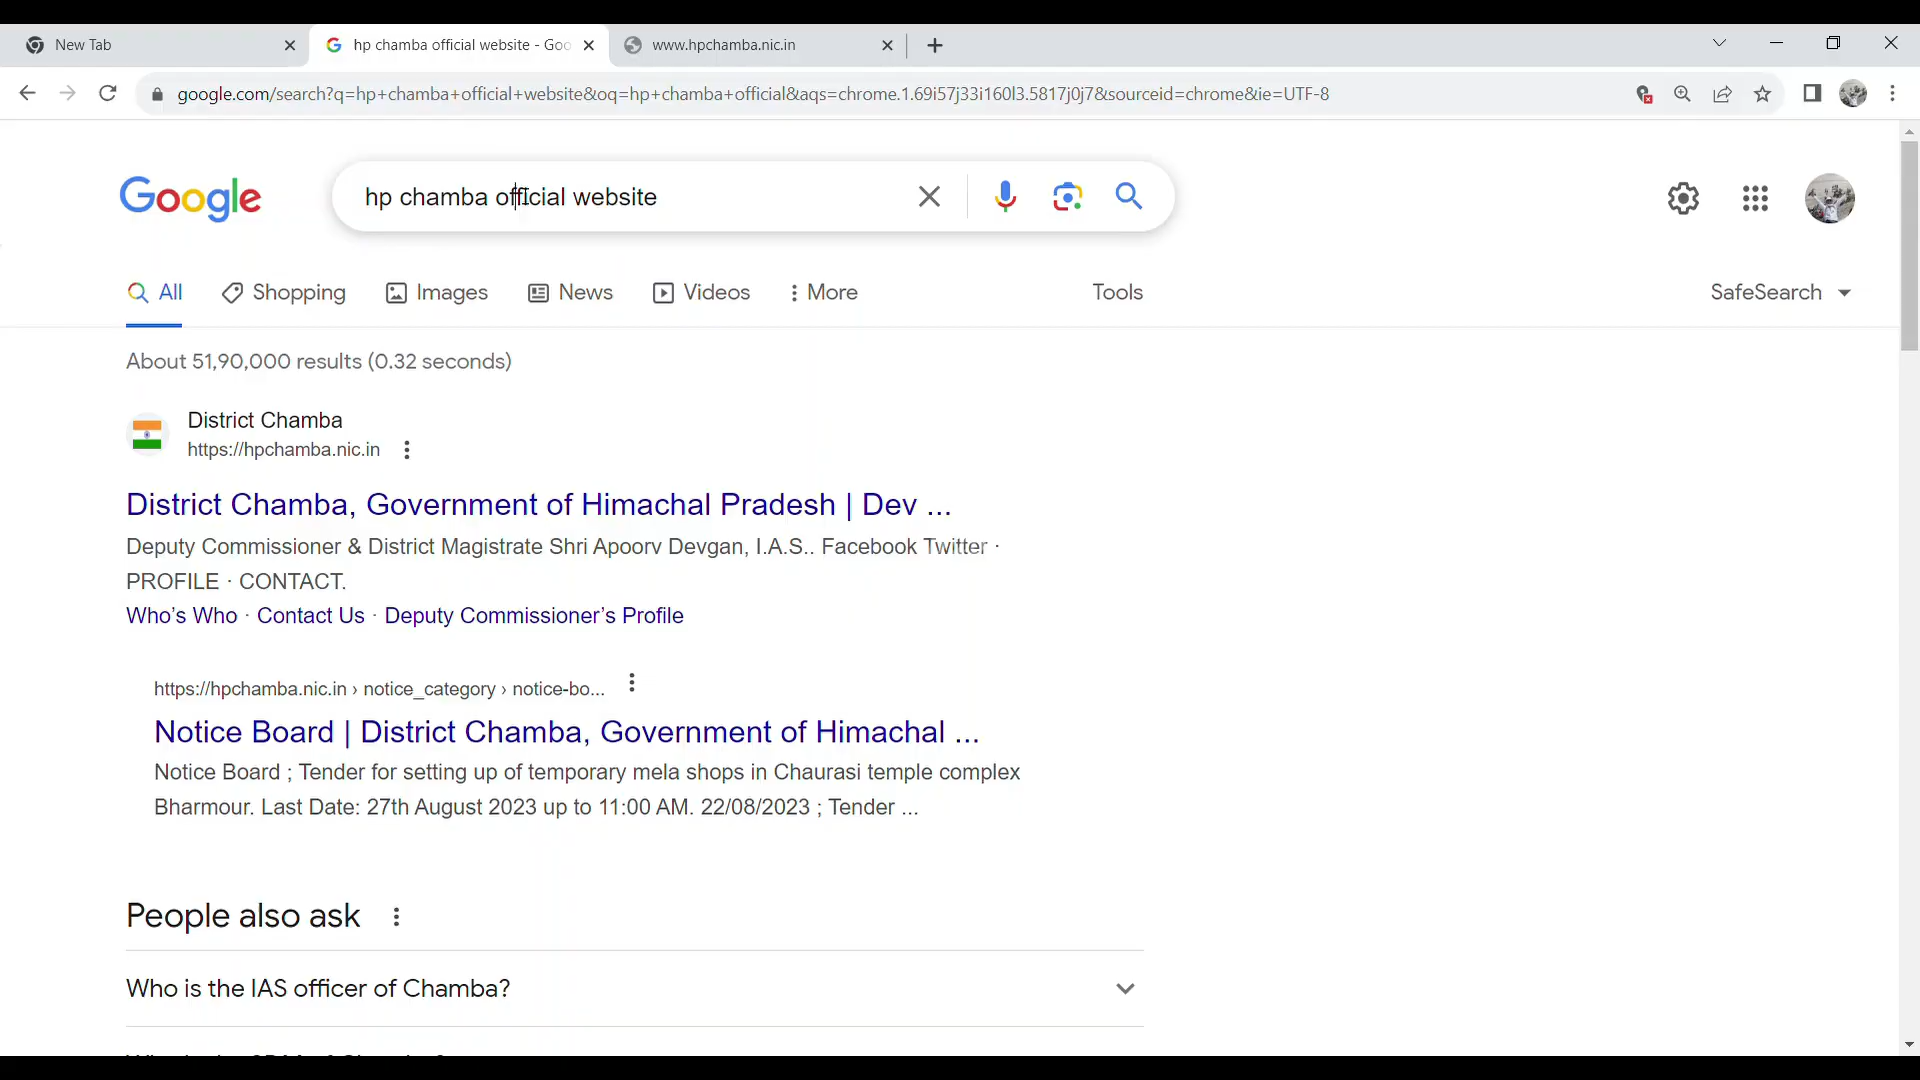 New Tab
hp chamba official website - Goo
www.hpchamba.nic.in
google.com/search?q=hp+chamba+official+website&oq=hp+chamba+official&aqs=chrome.1.69i57j33i160l3.5817j0j7&sourceid=chrome&ie=UTF-8
Google
hp chamba official website
All
Shopping
Images
News
Videos
More
Tools
SafeSearch
About 51,90,000 results (0.32 seconds)
District Chamba
https://hpchamba.nic.in
District Chamba, Government of Himachal Pradesh | Dev ...
Deputy Commissioner & District Magistrate Shri Apoorv Devgan, I.A.S.. Facebook Twitter ·
PROFILE · CONTACT.
Who's Who · Contact Us · Deputy Commissioner's Profile
https://hpchamba.nic.in › notice_category › notice-bo...
Notice Board | District Chamba, Government of Himachal ...
Notice Board ; Tender for setting up of temporary mela shops in Chaurasi temple complex
Bharmour. Last Date: 27th August 2023 up to 11:00 AM. 22/08/2023 ; Tender ...
People also ask
Who is the IAS officer of Chamba?